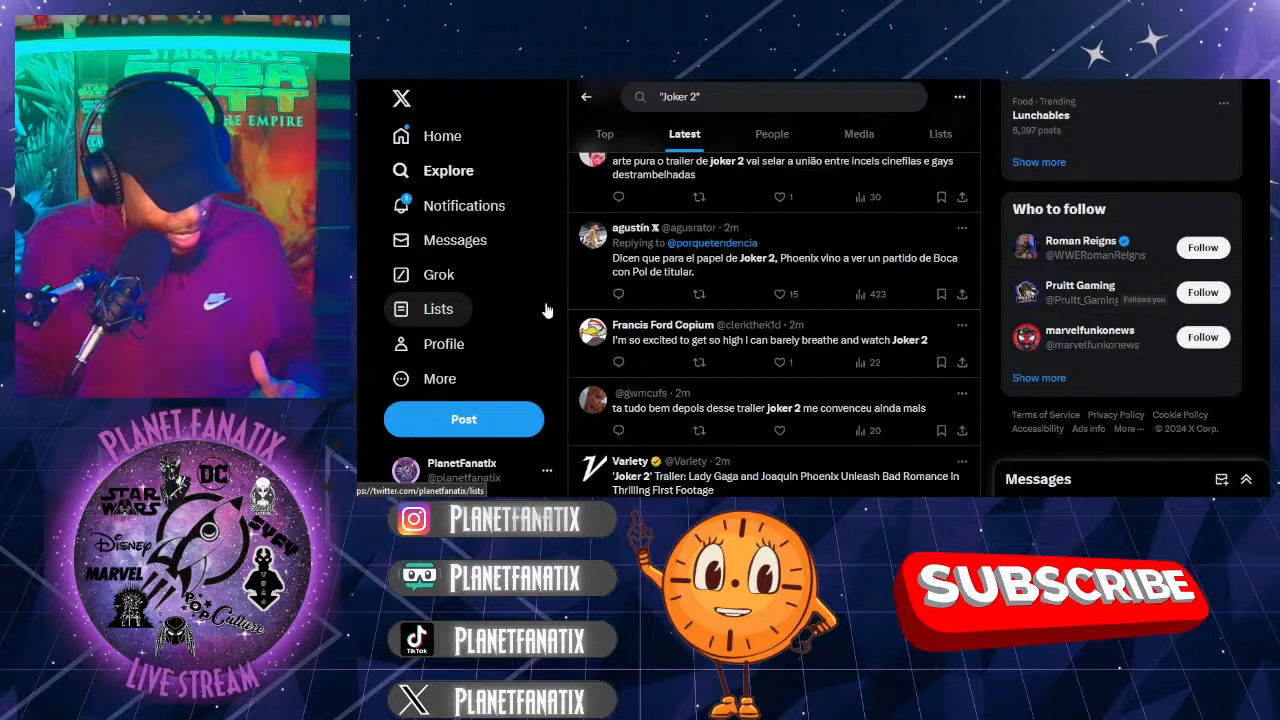 STAR WARS
BOBA
FETT
THE EMPIRE
Home
Explore
Notifications
Messages
Grok
Lists
Profile
More
Post
PlanetFanatix
@planetfanatix
ps://twitter.com/planetfanatix/lists
"Joker 2"
Top
Latest
People
Media
Lists
arte pura o trailer de joker 2 vai selar a união entre incels cinefilas e gays
destrambelhadas
1
30
agustín X @agusrator · 2m
Replying to @porquetendencia
Dicen que para el papel de Joker 2, Phoenix vino a ver un partido de Boca
con Pol de titular.
15
423
Francis Ford Copium @clerkthek1d · 2m
I'm so excited to get so high I can barely breathe and watch Joker 2
1
22
@gwmcufs · 2m
ta tudo bem depois desse trailer joker 2 me convenceu ainda mais
20
Variety @Variety · 2m
'Joker 2' Trailer: Lady Gaga and Joaquin Phoenix Unleash Bad Romance in
Thrilling First Footage
Food · Trending
Lunchables
6,397 posts
Show more
Who to follow
Roman Reigns
@WWERomanReigns
Follow
Pruitt Gaming
@Pruitt_Gaming Follows you
Follow
marvelfunkonews
@marvelfunkonews
Follow
Show more
Terms of Service Privacy Policy Cookie Policy
Accessibility Ads info More ··· © 2024 X Corp.
Messages
PLANET FANATIX
DC
STAR WARS
SYFY
Disney
MARVEL
POP Culture
LIVE STREAM
PLANETFANATIX
PLANETFANATIX
TikTok
PLANETFANATIX
PLANETFANATIX
SUBSCRIBE